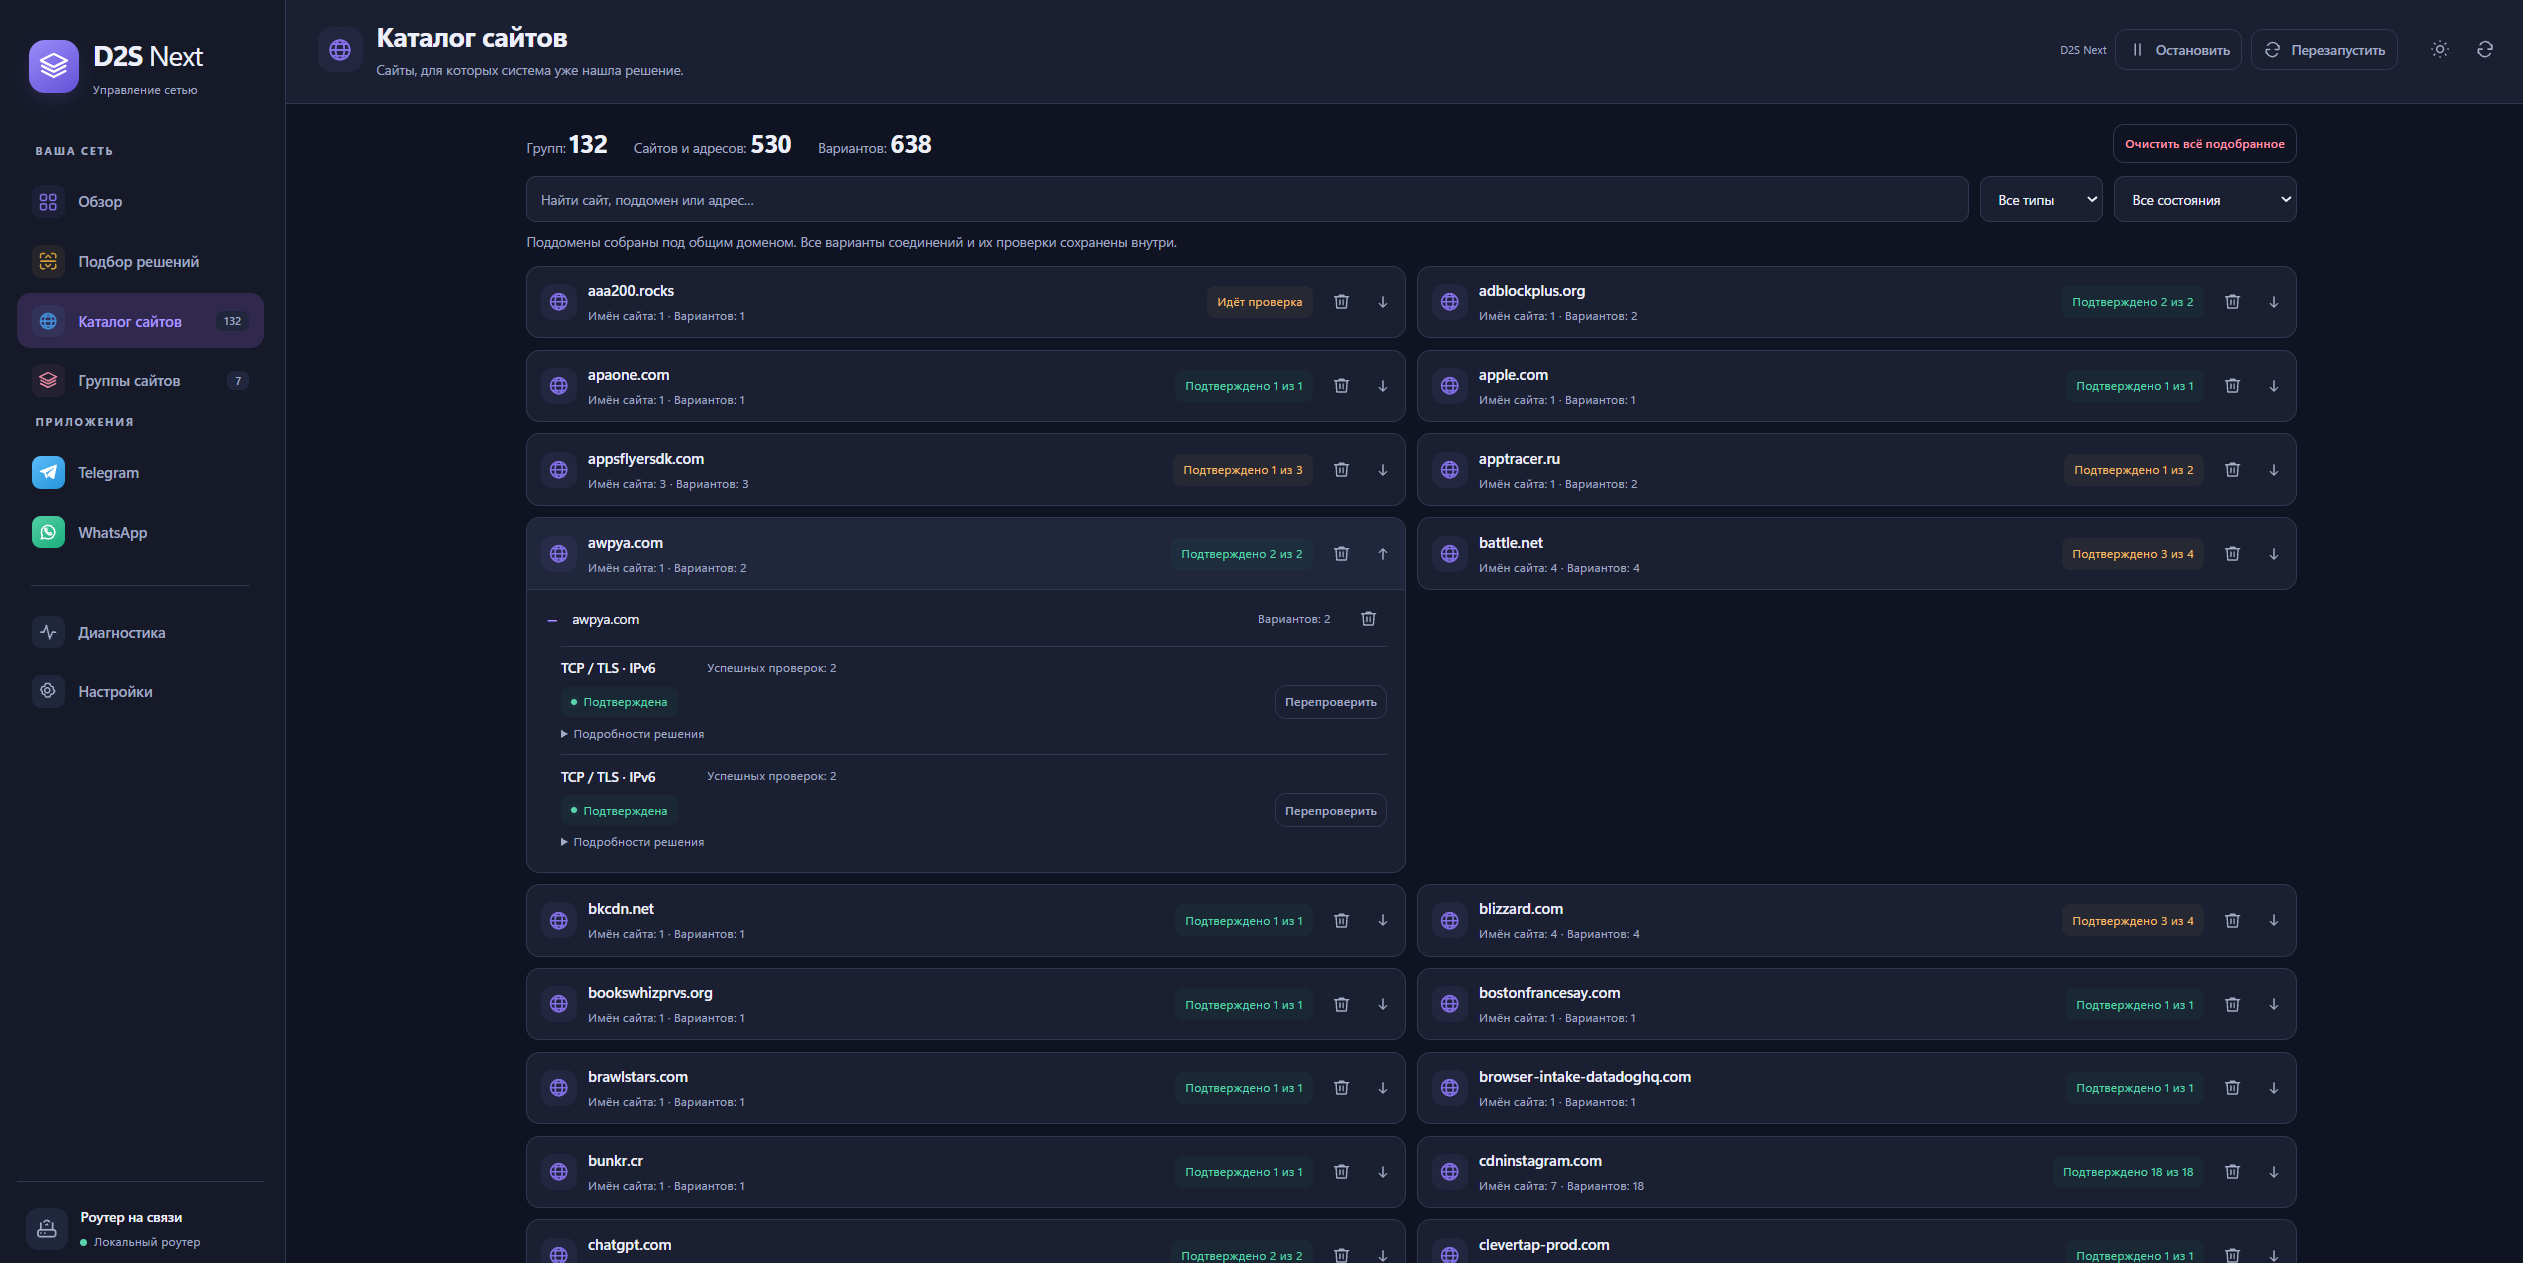 D2S Next
Управление сетью
ВАША СЕТЬ
Обзор
Подбор решений
Каталог сайтов 132
Группы сайтов 7
ПРИЛОЖЕНИЯ
Telegram
WhatsApp
Диагностика
Настройки
Роутер на связи
Локальный роутер
Каталог сайтов
Сайты, для которых система уже нашла решение.
D2S Next Остановить Перезапустить
Групп: 132 Сайтов и адресов: 530 Вариантов: 638
Очистить всё подобранное
Найти сайт, поддомен или адрес...
Все типы
Все состояния
Поддомены собраны под общим доменом. Все варианты соединений и их проверки сохранены внутри.
aaa200.rocks
Имён сайта: 1 · Вариантов: 1
Идёт проверка
adblockplus.org
Имён сайта: 1 · Вариантов: 2
Подтверждено 2 из 2
apaone.com
Имён сайта: 1 · Вариантов: 1
Подтверждено 1 из 1
apple.com
Имён сайта: 1 · Вариантов: 1
Подтверждено 1 из 1
appsflyersdk.com
Имён сайта: 3 · Вариантов: 3
Подтверждено 1 из 3
apptracer.ru
Имён сайта: 1 · Вариантов: 2
Подтверждено 1 из 2
awpya.com
Имён сайта: 1 · Вариантов: 2
Подтверждено 2 из 2
battle.net
Имён сайта: 4 · Вариантов: 4
Подтверждено 3 из 4
awpya.com
Вариантов: 2
TCP / TLS · IPv6 Успешных проверок: 2
Подтверждена
Перепроверить
Подробности решения
TCP / TLS · IPv6 Успешных проверок: 2
Подтверждена
Перепроверить
Подробности решения
bkcdn.net
Имён сайта: 1 · Вариантов: 1
Подтверждено 1 из 1
blizzard.com
Имён сайта: 4 · Вариантов: 4
Подтверждено 3 из 4
bookswhizprvs.org
Имён сайта: 1 · Вариантов: 1
Подтверждено 1 из 1
bostonfrancesay.com
Имён сайта: 1 · Вариантов: 1
Подтверждено 1 из 1
brawlstars.com
Имён сайта: 1 · Вариантов: 1
Подтверждено 1 из 1
browser-intake-datadoghq.com
Имён сайта: 1 · Вариантов: 1
Подтверждено 1 из 1
bunkr.cr
Имён сайта: 1 · Вариантов: 1
Подтверждено 1 из 1
cdninstagram.com
Имён сайта: 7 · Вариантов: 18
Подтверждено 18 из 18
chatgpt.com
Подтверждено 2 из 2
clevertap-prod.com
Подтверждено 1 из 1